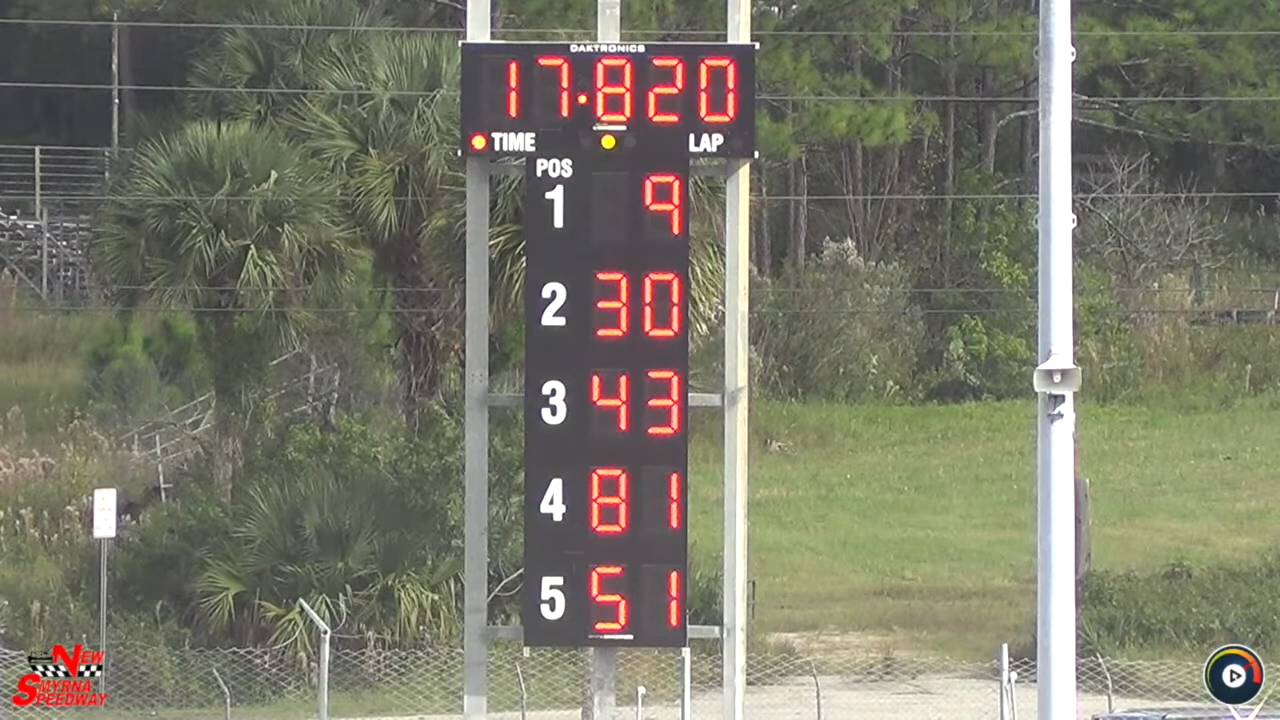 DAKTRONICS
17.820
TIME LAP
POS
1 9
2 30
3 43
4 81
5 51
NEW
SMYRNA
SPEEDWAY